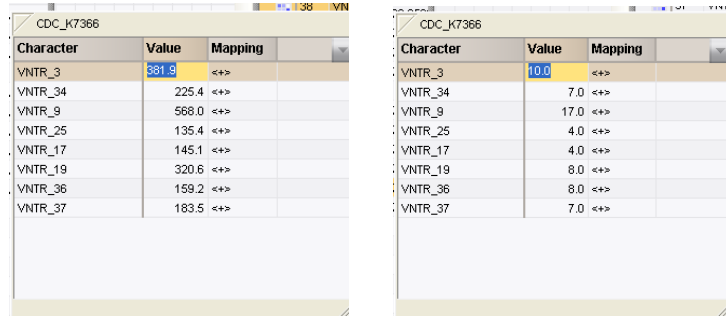 38 VN
CDC_K7366
Character Value Mapping
VNTR_3 381.9 <+>
VNTR_34 225.4 <+>
VNTR_9 568.0 <+>
VNTR_25 135.4 <+>
VNTR_17 145.1 <+>
VNTR_19 320.6 <+>
VNTR_36 159.2 <+>
VNTR_37 183.5 <+>
CDC_K7366
Character Value Mapping
VNTR_3 10.0 <+>
VNTR_34 7.0 <+>
VNTR_9 17.0 <+>
VNTR_25 4.0 <+>
VNTR_17 4.0 <+>
VNTR_19 8.0 <+>
VNTR_36 8.0 <+>
VNTR_37 7.0 <+>